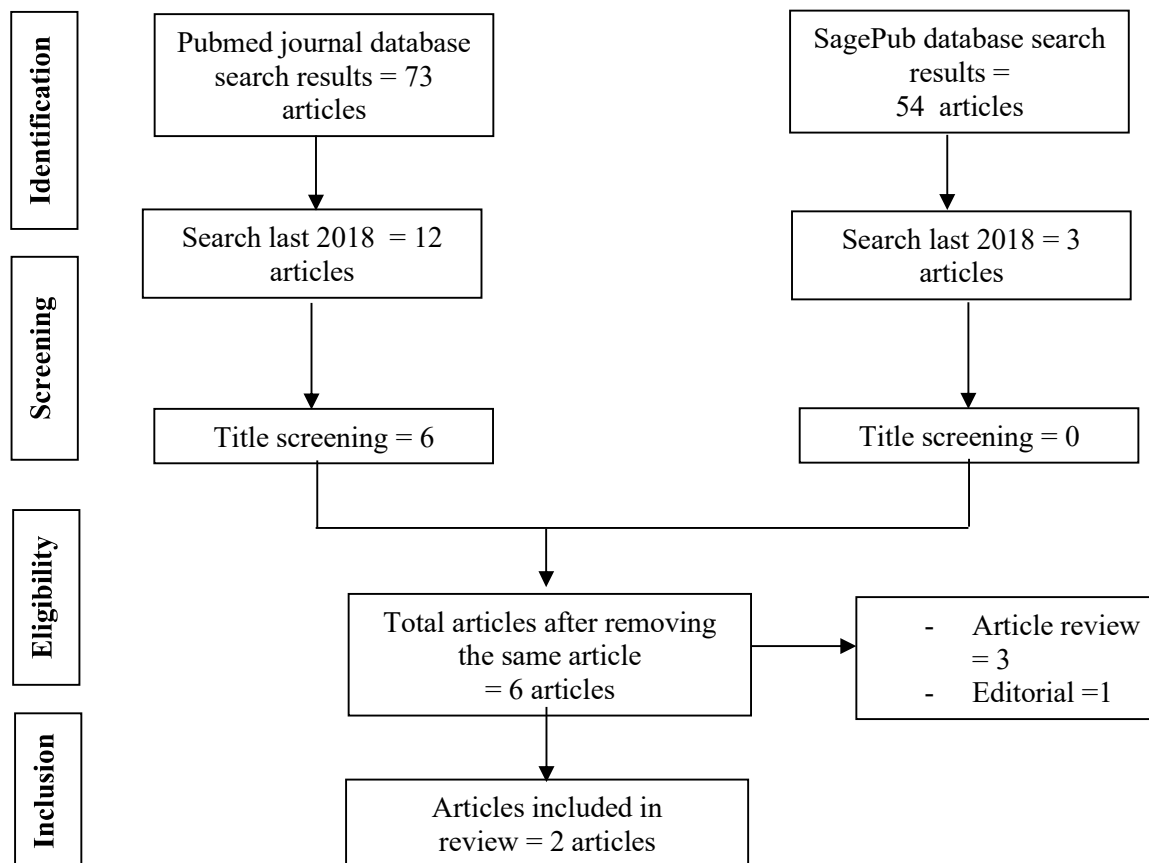 Identification
Pubmed journal database
search results = 73
articles
SagePub database search
results =
54 articles
Screening
Search last 2018 = 12
articles
Search last 2018 = 3
articles
Title screening = 6
Title screening = 0
Eligibility
Total articles after removing
the same article
= 6 articles
- Article review
= 3
- Editorial =1
Inclusion
Articles included in
review = 2 articles